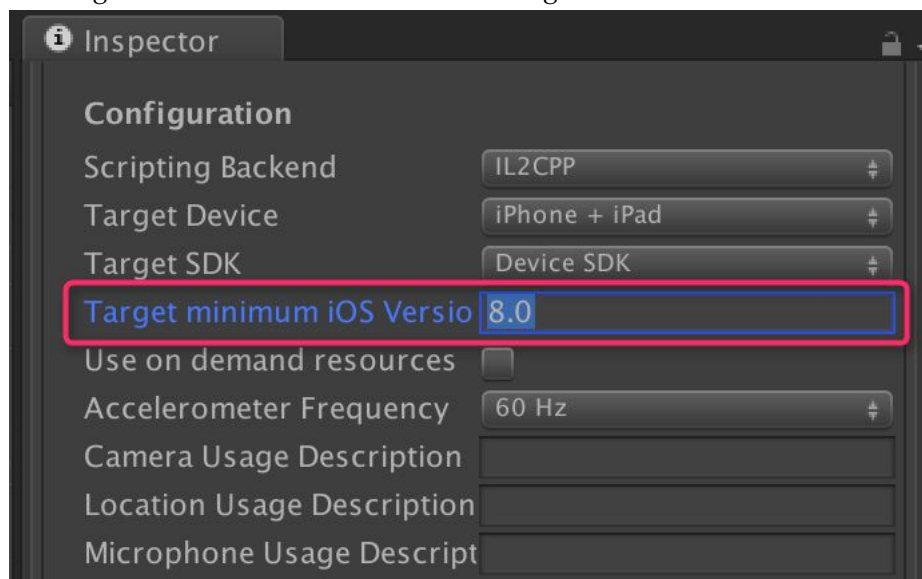 Inspector
Configuration
Scripting Backend IL2CPP
Target Device iPhone + iPad
Target SDK Device SDK
Target minimum iOS Versio 8.0
Use on demand resources
Accelerometer Frequency 60 Hz
Camera Usage Description
Location Usage Description
Microphone Usage Descript